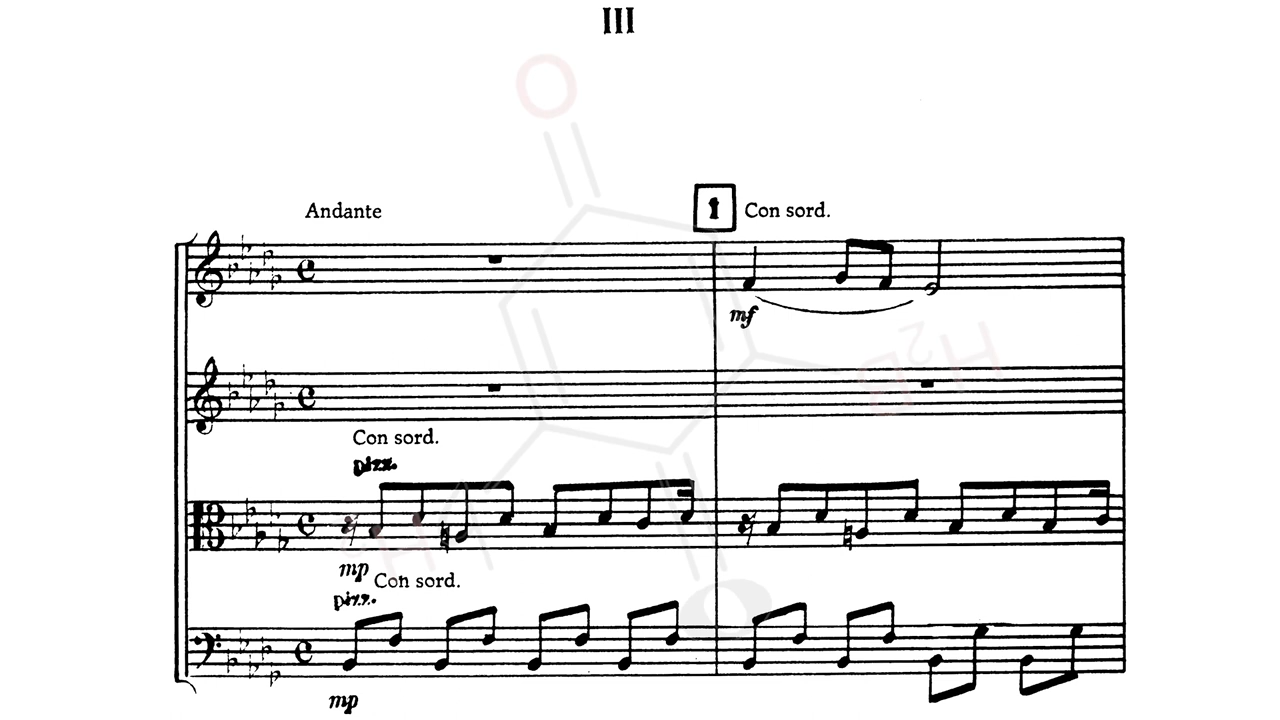 III
Andante
1 Con sord.
mf
Con sord.
pizz.
mp
Con sord.
pizz.
mp